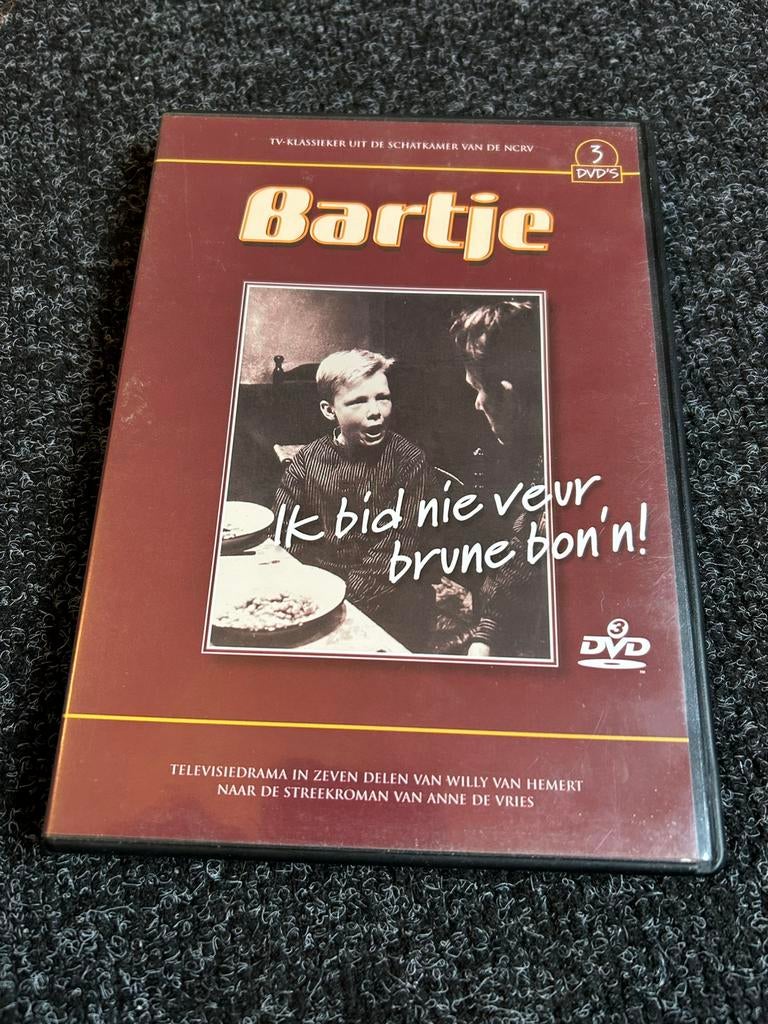 TV-KLASSIEKER UIT DE SCHATKAMER VAN DE NCRV
3
DVD'S
Bartje
Ik bid nie veur
brune bon'n!
3
DVD
™
TELEVISIEDRAMA IN ZEVEN DELEN VAN WILLY VAN HEMERT
NAAR DE STREEKROMAN VAN ANNE DE VRIES